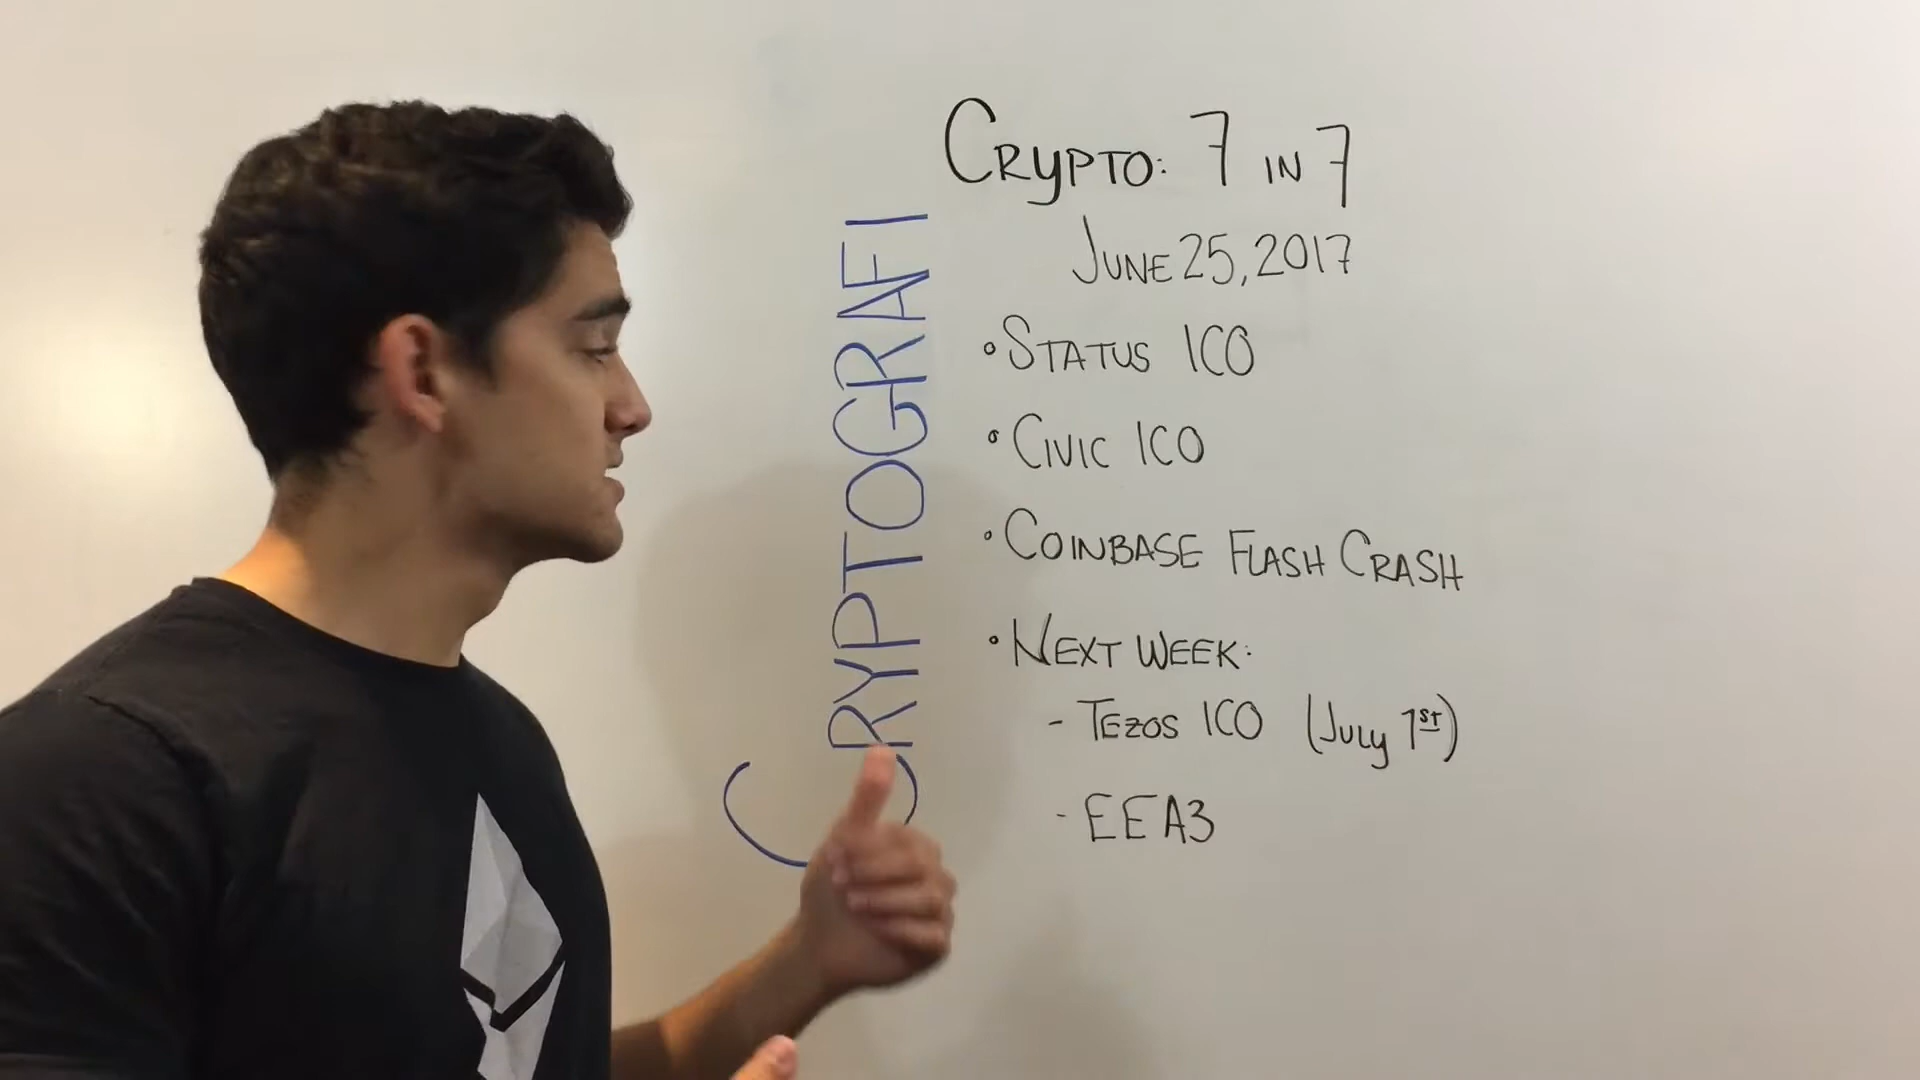 CRYPTO: 7 IN 7
JUNE 25, 2017
CRYPTOGRAFI
• STATUS ICO
• CIVIC ICO
• COINBASE FLASH CRASH
• NEXT WEEK:
- TEZOS ICO (JULY 1ST)
- EEA3